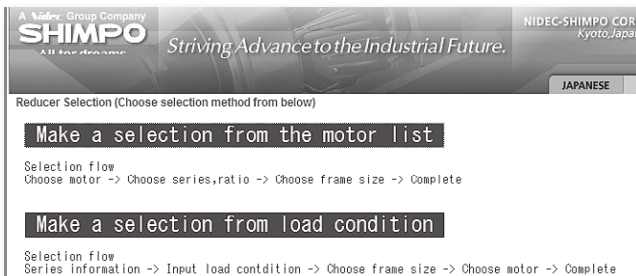 A Nidec Group Company
SHIMPO
All for dreams
Striving Advance to the Industrial Future.
NIDEC-SHIMPO COR
Kyoto,Japa
JAPANESE
Reducer Selection (Choose selection method from below)
Make a selection from the motor list
Selection flow
Choose motor -> Choose series,ratio -> Choose frame size -> Complete
Make a selection from load condition
Selection flow
Series information -> Input load contdition -> Choose frame size -> Choose motor -> Complete